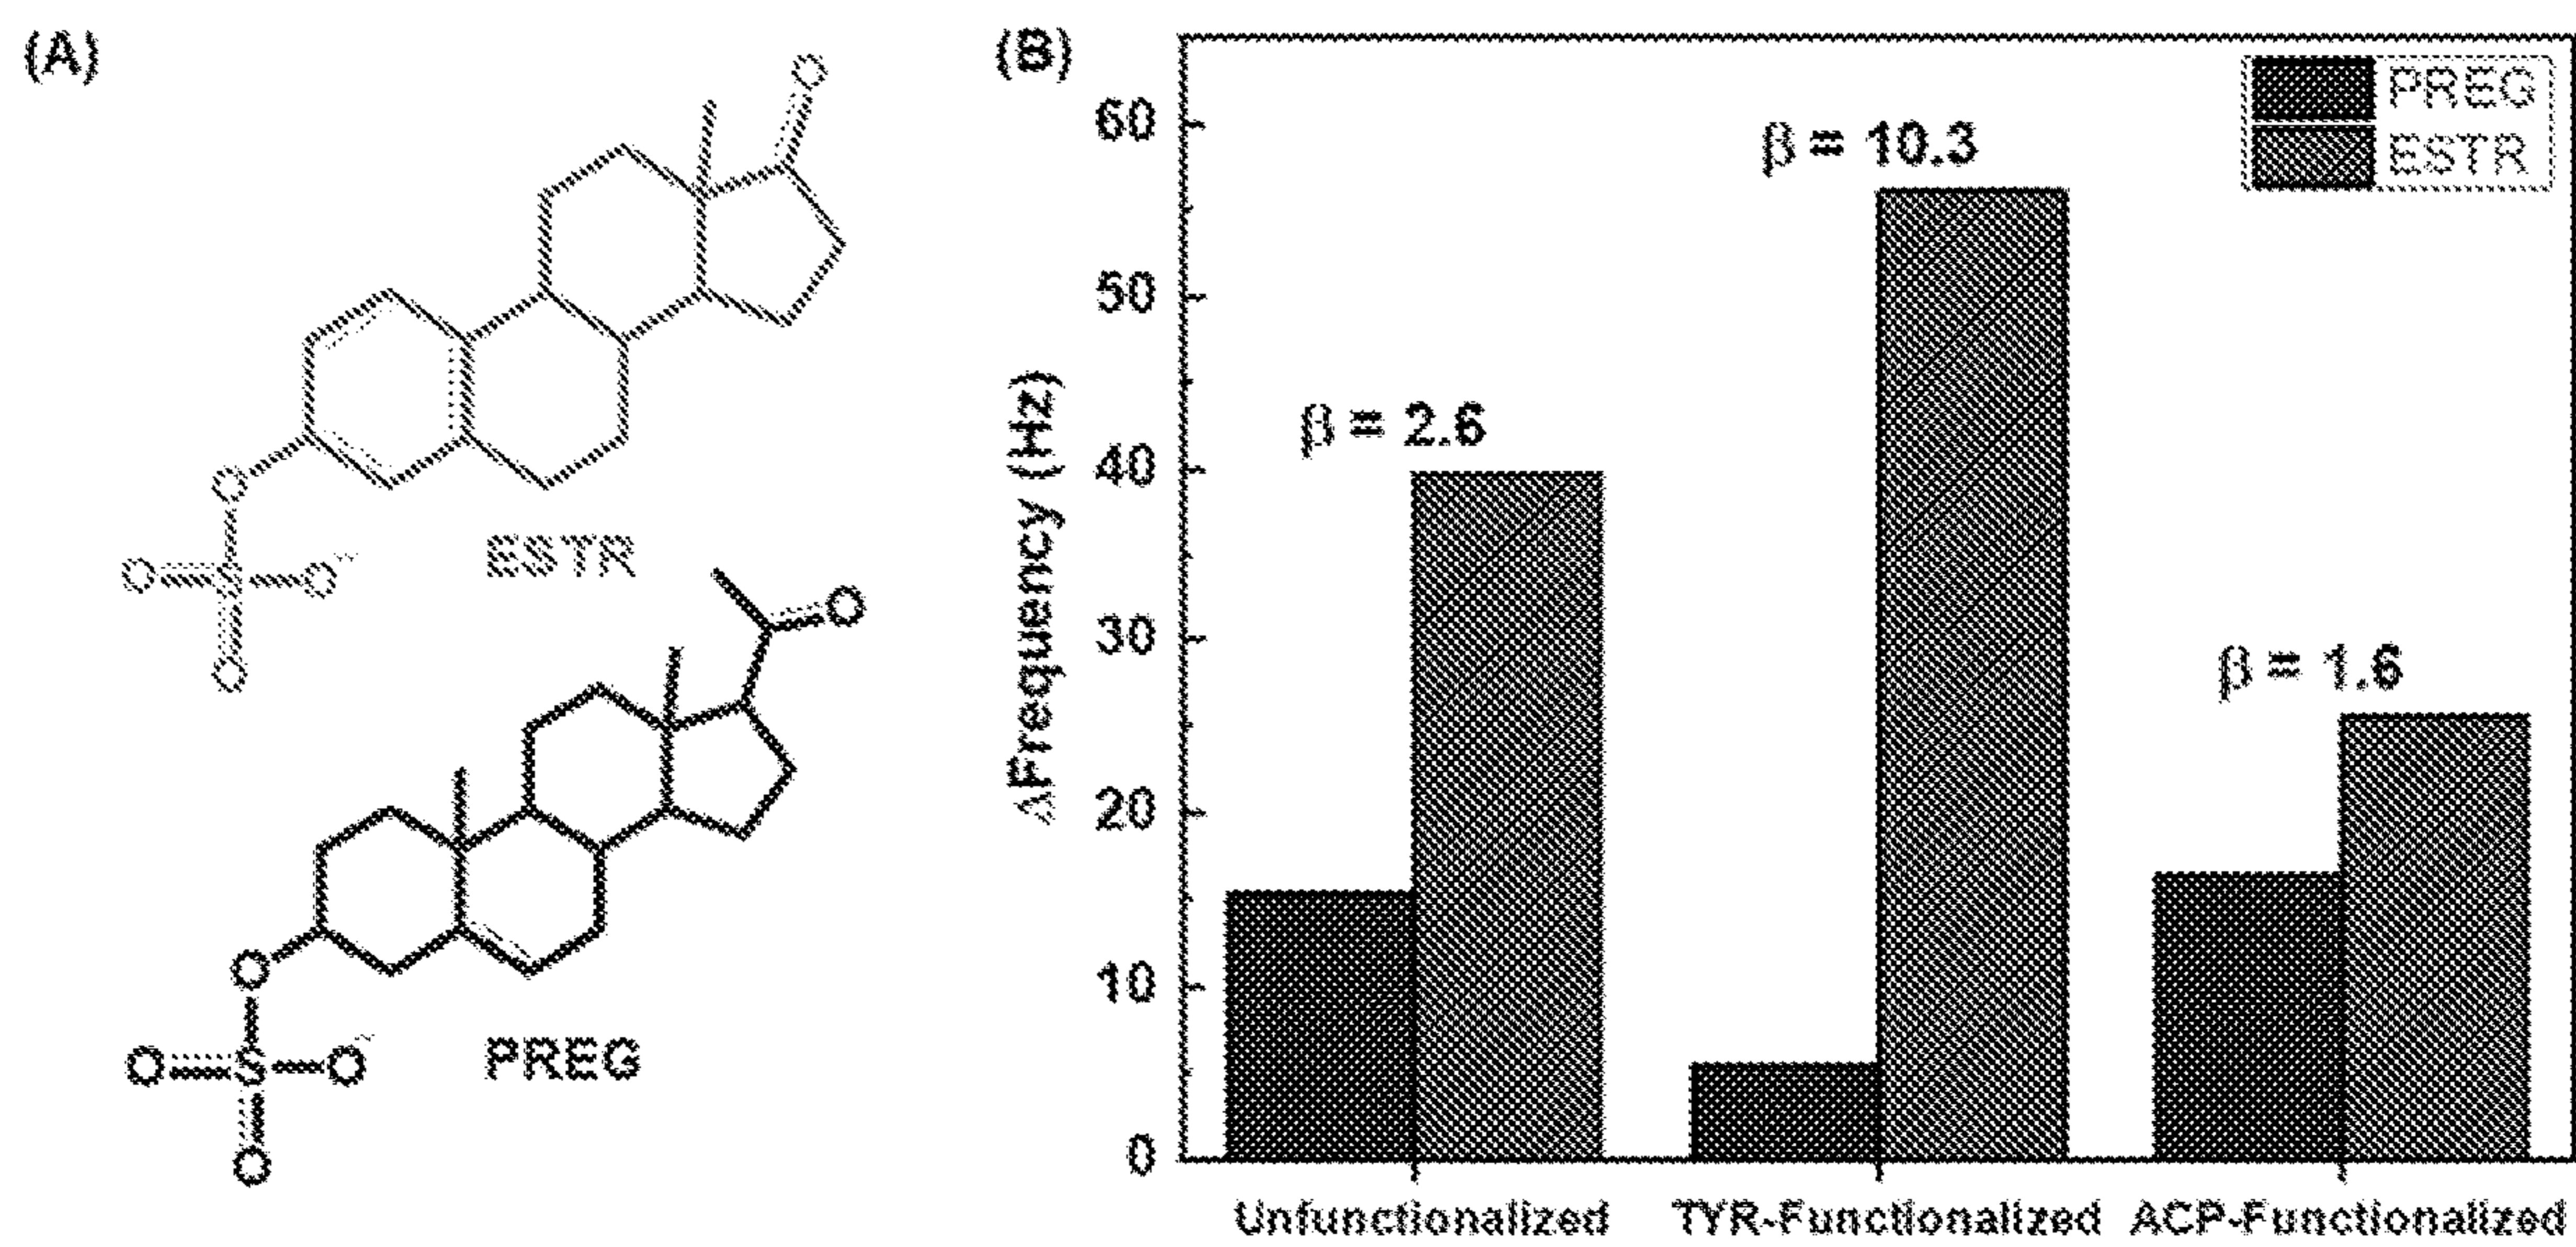 (A)
O
O
O S O-
O
ESTR
O
O
O S O-
O
PREG
(B)
PREG
ESTR
β = 10.3
β = 2.6
β = 1.6
ΔFrequency (Hz)
60
50
40
30
20
10
0
Unfunctionalized TYR-Functionalized ACP-Functionalized